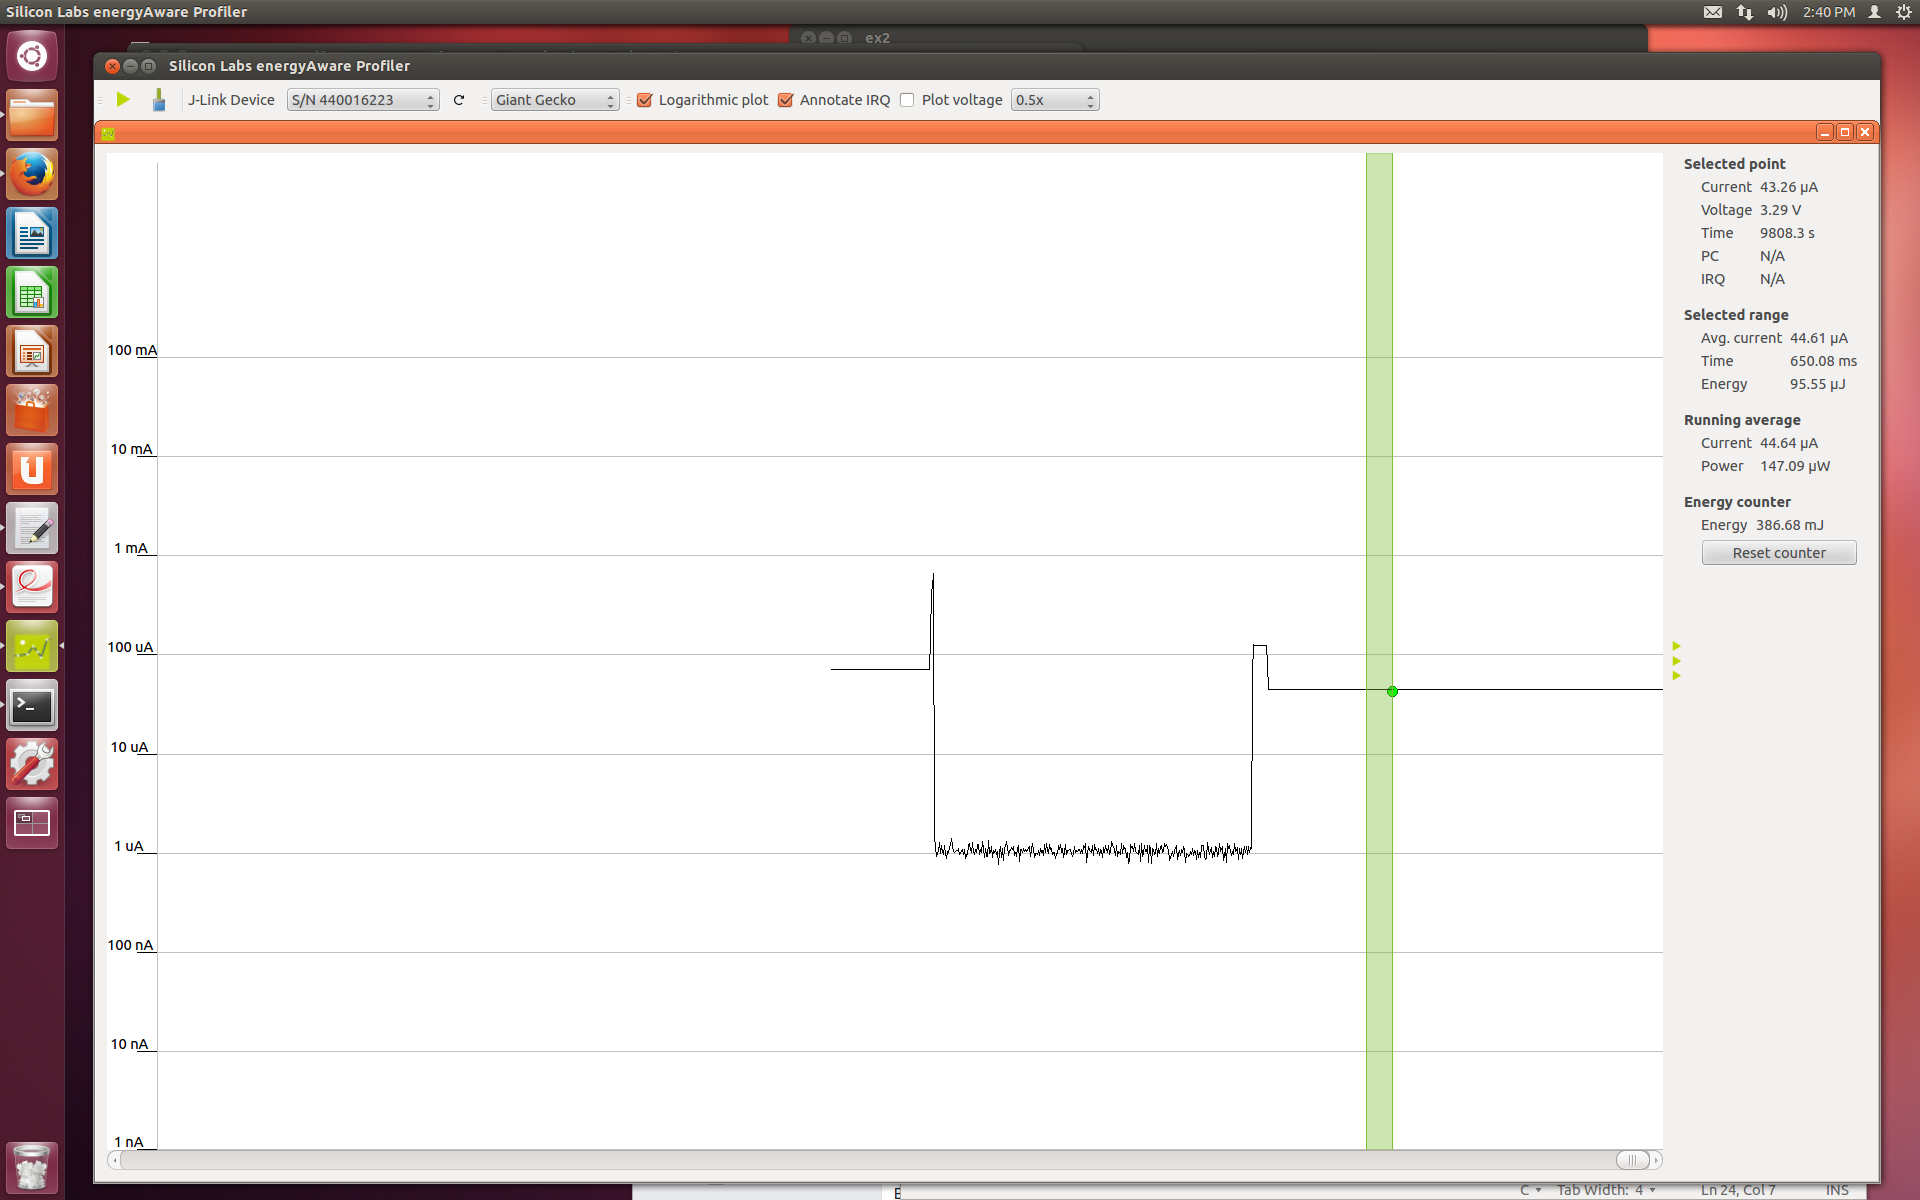 Silicon Labs energyAware Profiler
2:40 PM
ex2
Silicon Labs energyAware Profiler
J-Link Device S/N 440016223 Giant Gecko Logarithmic plot Annotate IRQ Plot voltage 0.5x
100 mA
10 mA
1 mA
100 uA
10 uA
1 uA
100 nA
10 nA
1 nA
Selected point
Current 43.26 µA
Voltage 3.29 V
Time 9808.3 s
PC N/A
IRQ N/A
Selected range
Avg. current 44.61 µA
Time 650.08 ms
Energy 95.55 µJ
Running average
Current 44.64 µA
Power 147.09 µW
Energy counter
Energy 386.68 mJ
Reset counter
C Tab Width: 4 Ln 24, Col 7 INS